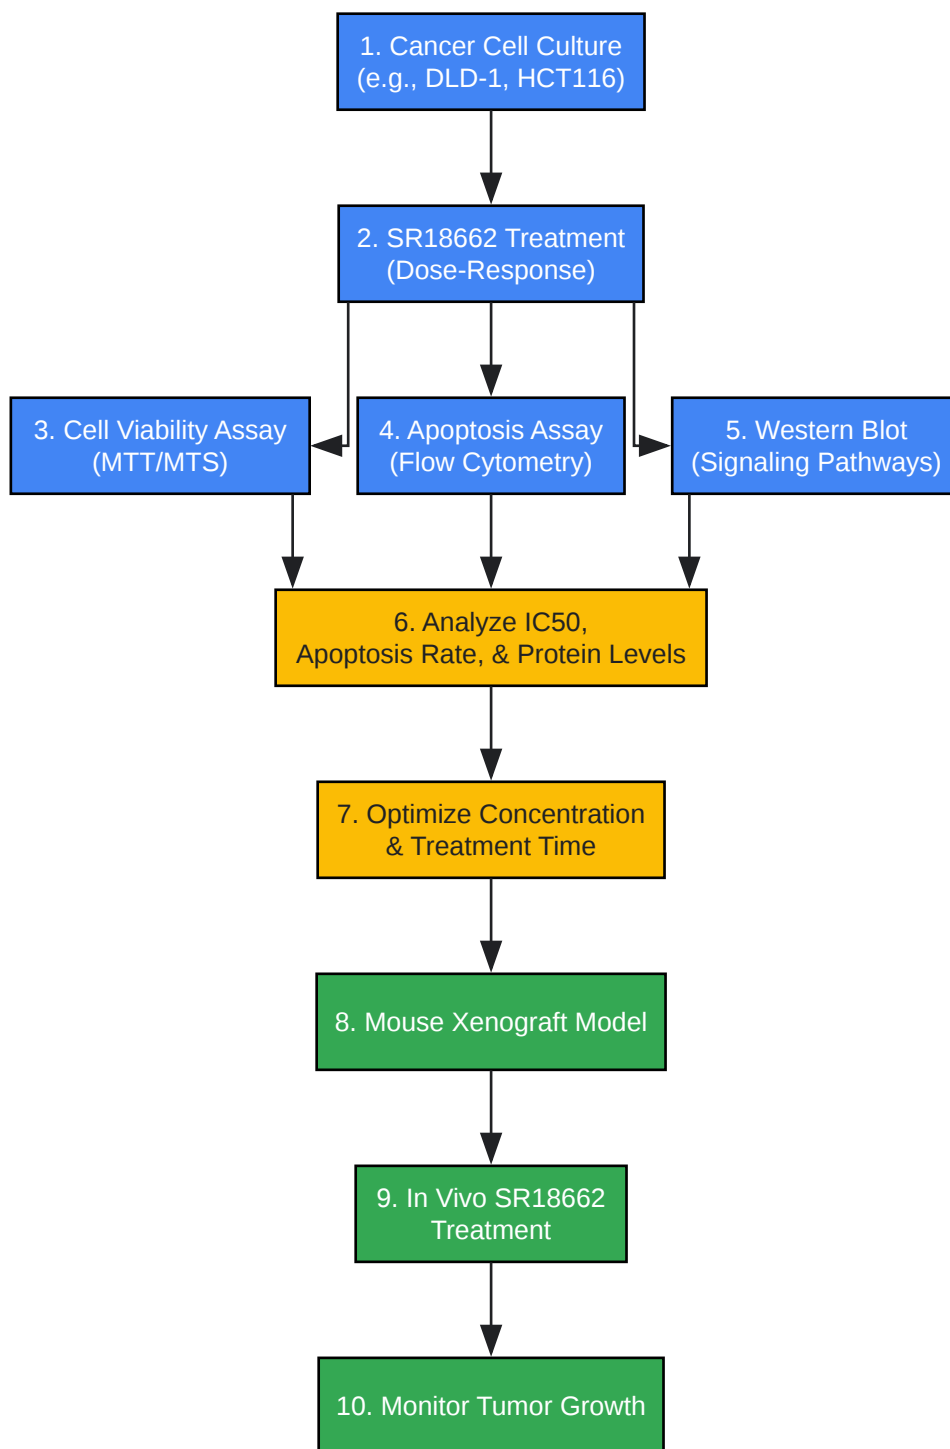 1. Cancer Cell Culture
(e.g., DLD-1, HCT116)
2. SR18662 Treatment
(Dose-Response)
3. Cell Viability Assay
(MTT/MTS)
4. Apoptosis Assay
(Flow Cytometry)
5. Western Blot
(Signaling Pathways)
6. Analyze IC50,
Apoptosis Rate, & Protein Levels
7. Optimize Concentration
& Treatment Time
8. Mouse Xenograft Model
9. In Vivo SR18662
Treatment
10. Monitor Tumor Growth